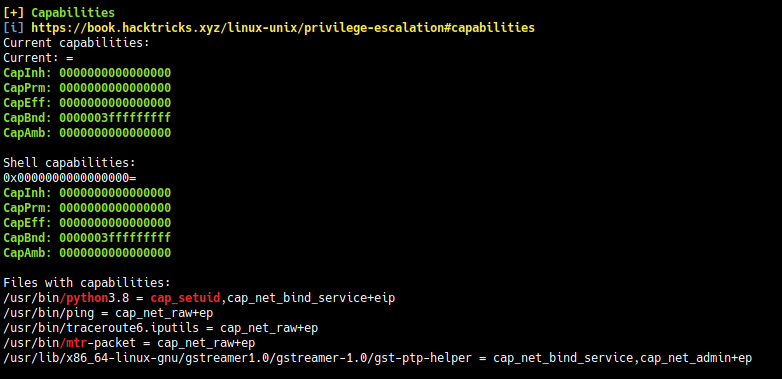 [+] Capabilities
[i] https://book.hacktricks.xyz/linux-unix/privilege-escalation#capabilities
Current capabilities:
Current: =
CapInh: 0000000000000000
CapPrm: 0000000000000000
CapEff: 0000000000000000
CapBnd: 0000003fffffffff
CapAmb: 0000000000000000
Shell capabilities:
0x0000000000000000=
CapInh: 0000000000000000
CapPrm: 0000000000000000
CapEff: 0000000000000000
CapBnd: 0000003fffffffff
CapAmb: 0000000000000000
Files with capabilities:
/usr/bin/python3.8 = cap_setuid,cap_net_bind_service+eip
/usr/bin/ping = cap_net_raw+ep
/usr/bin/traceroute6.iputils = cap_net_raw+ep
/usr/bin/mtr-packet = cap_net_raw+ep
/usr/lib/x86_64-linux-gnu/gstreamer1.0/gstreamer-1.0/gst-ptp-helper = cap_net_bind_service,cap_net_admin+ep